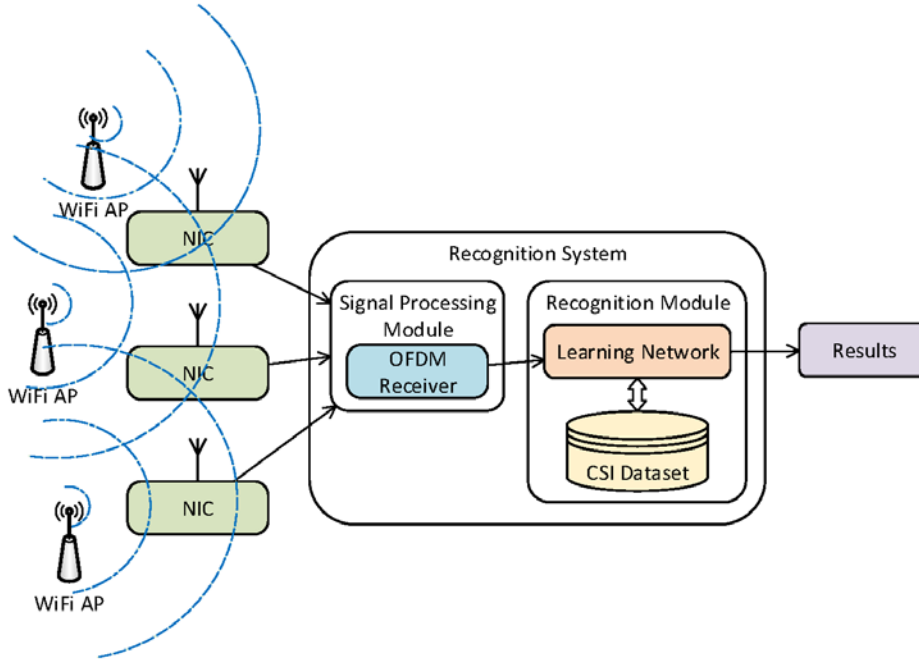 WiFi AP
NIC
WiFi AP
NIC
WiFi AP
NIC
Recognition System
Signal Processing
Module
OFDM
Receiver
Recognition Module
Learning Network
CSI Dataset
Results